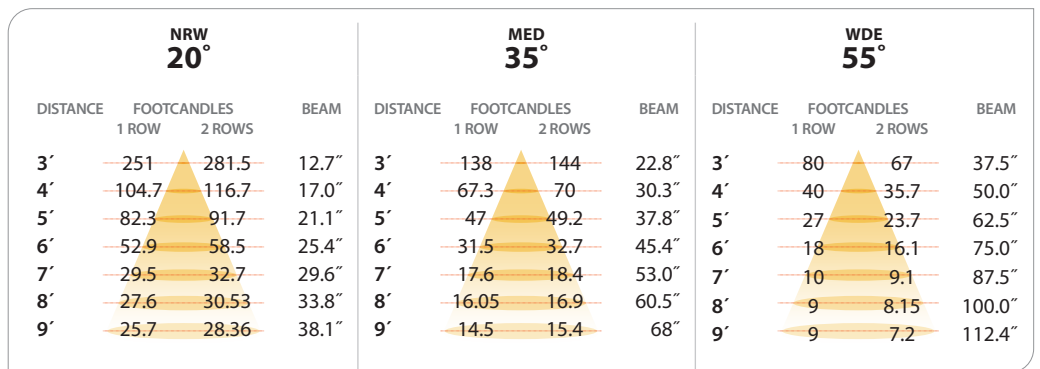 NRW
20°
DISTANCE FOOTCANDLES BEAM
1 ROW 2 ROWS
3´ 251 281.5 12.7˝
4´ 104.7 116.7 17.0˝
5´ 82.3 91.7 21.1˝
6´ 52.9 58.5 25.4˝
7´ 29.5 32.7 29.6˝
8´ 27.6 30.53 33.8˝
9´ 25.7 28.36 38.1˝
MED
35°
DISTANCE FOOTCANDLES BEAM
1 ROW 2 ROWS
3´ 138 144 22.8˝
4´ 67.3 70 30.3˝
5´ 47 49.2 37.8˝
6´ 31.5 32.7 45.4˝
7´ 17.6 18.4 53.0˝
8´ 16.05 16.9 60.5˝
9´ 14.5 15.4 68˝
WDE
55°
DISTANCE FOOTCANDLES BEAM
1 ROW 2 ROWS
3´ 80 67 37.5˝
4´ 40 35.7 50.0˝
5´ 27 23.7 62.5˝
6´ 18 16.1 75.0˝
7´ 10 9.1 87.5˝
8´ 9 8.15 100.0˝
9´ 9 7.2 112.4˝